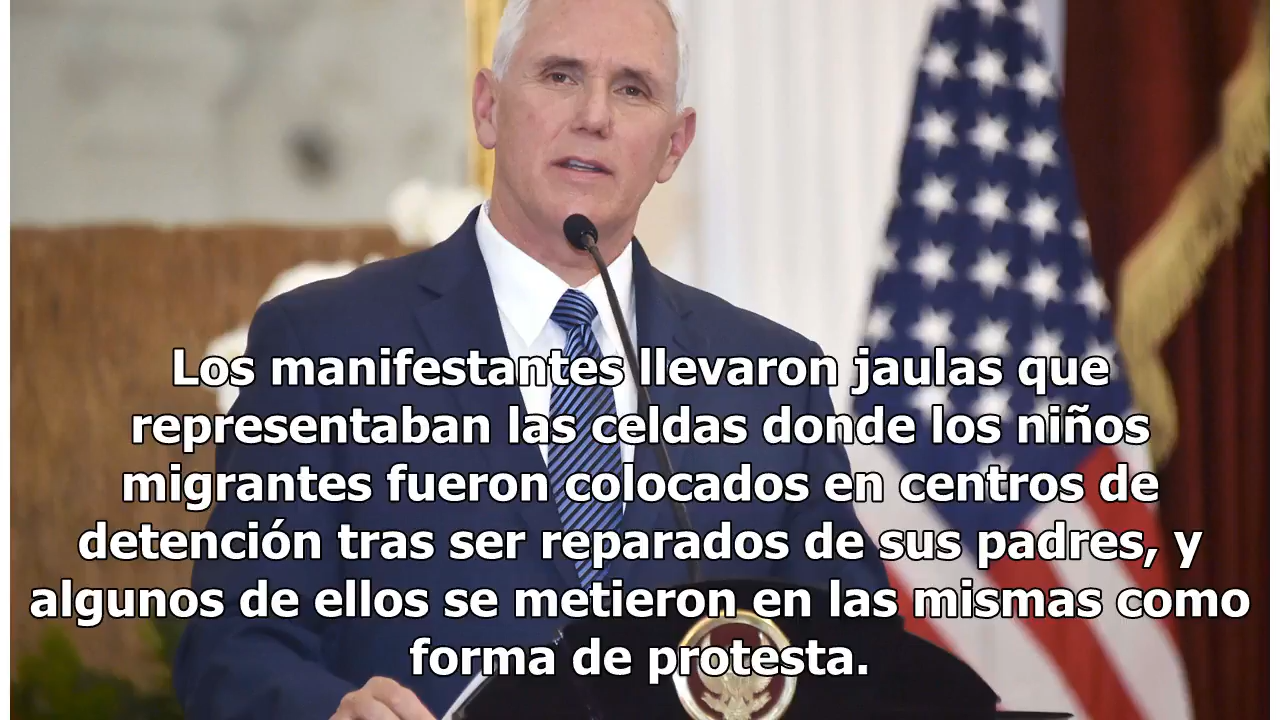 Los manifestantes llevaron jaulas que
representaban las celdas donde los niños
migrantes fueron colocados en centros de
detención tras ser reparados de sus padres, y
algunos de ellos se metieron en las mismas como
forma de protesta.